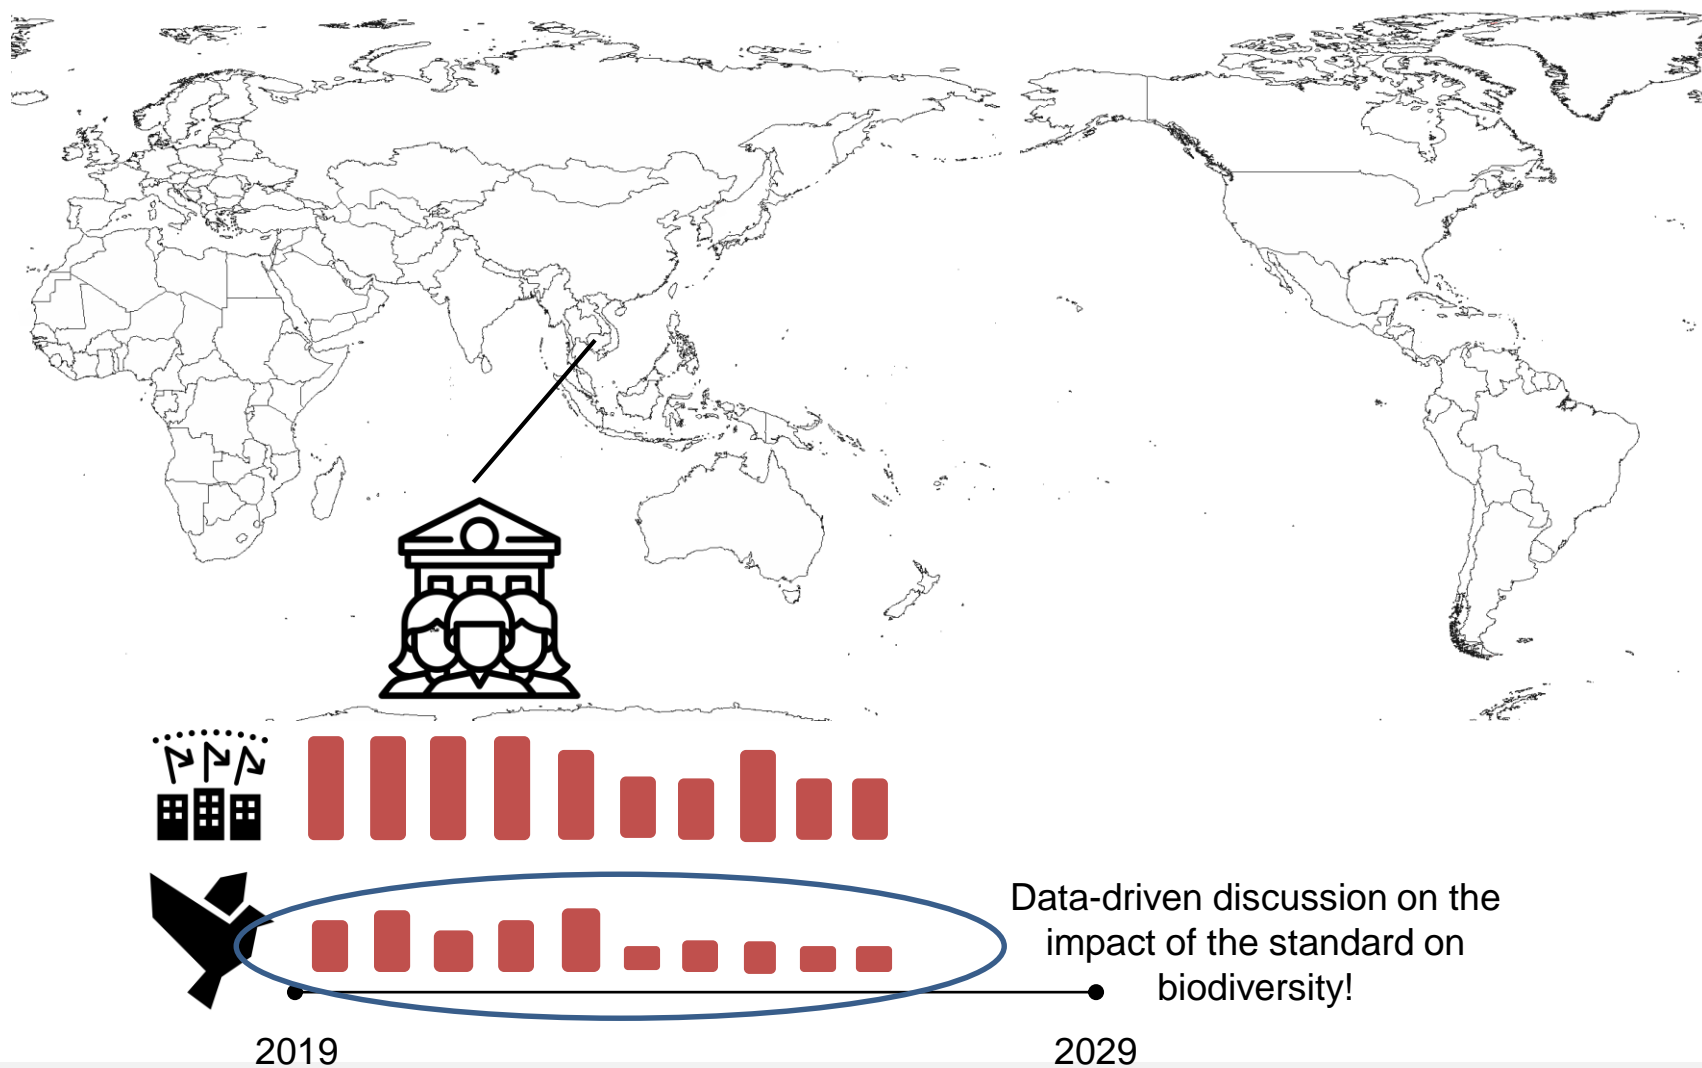 Data-driven discussion on the
impact of the standard on
biodiversity!
2019
2029